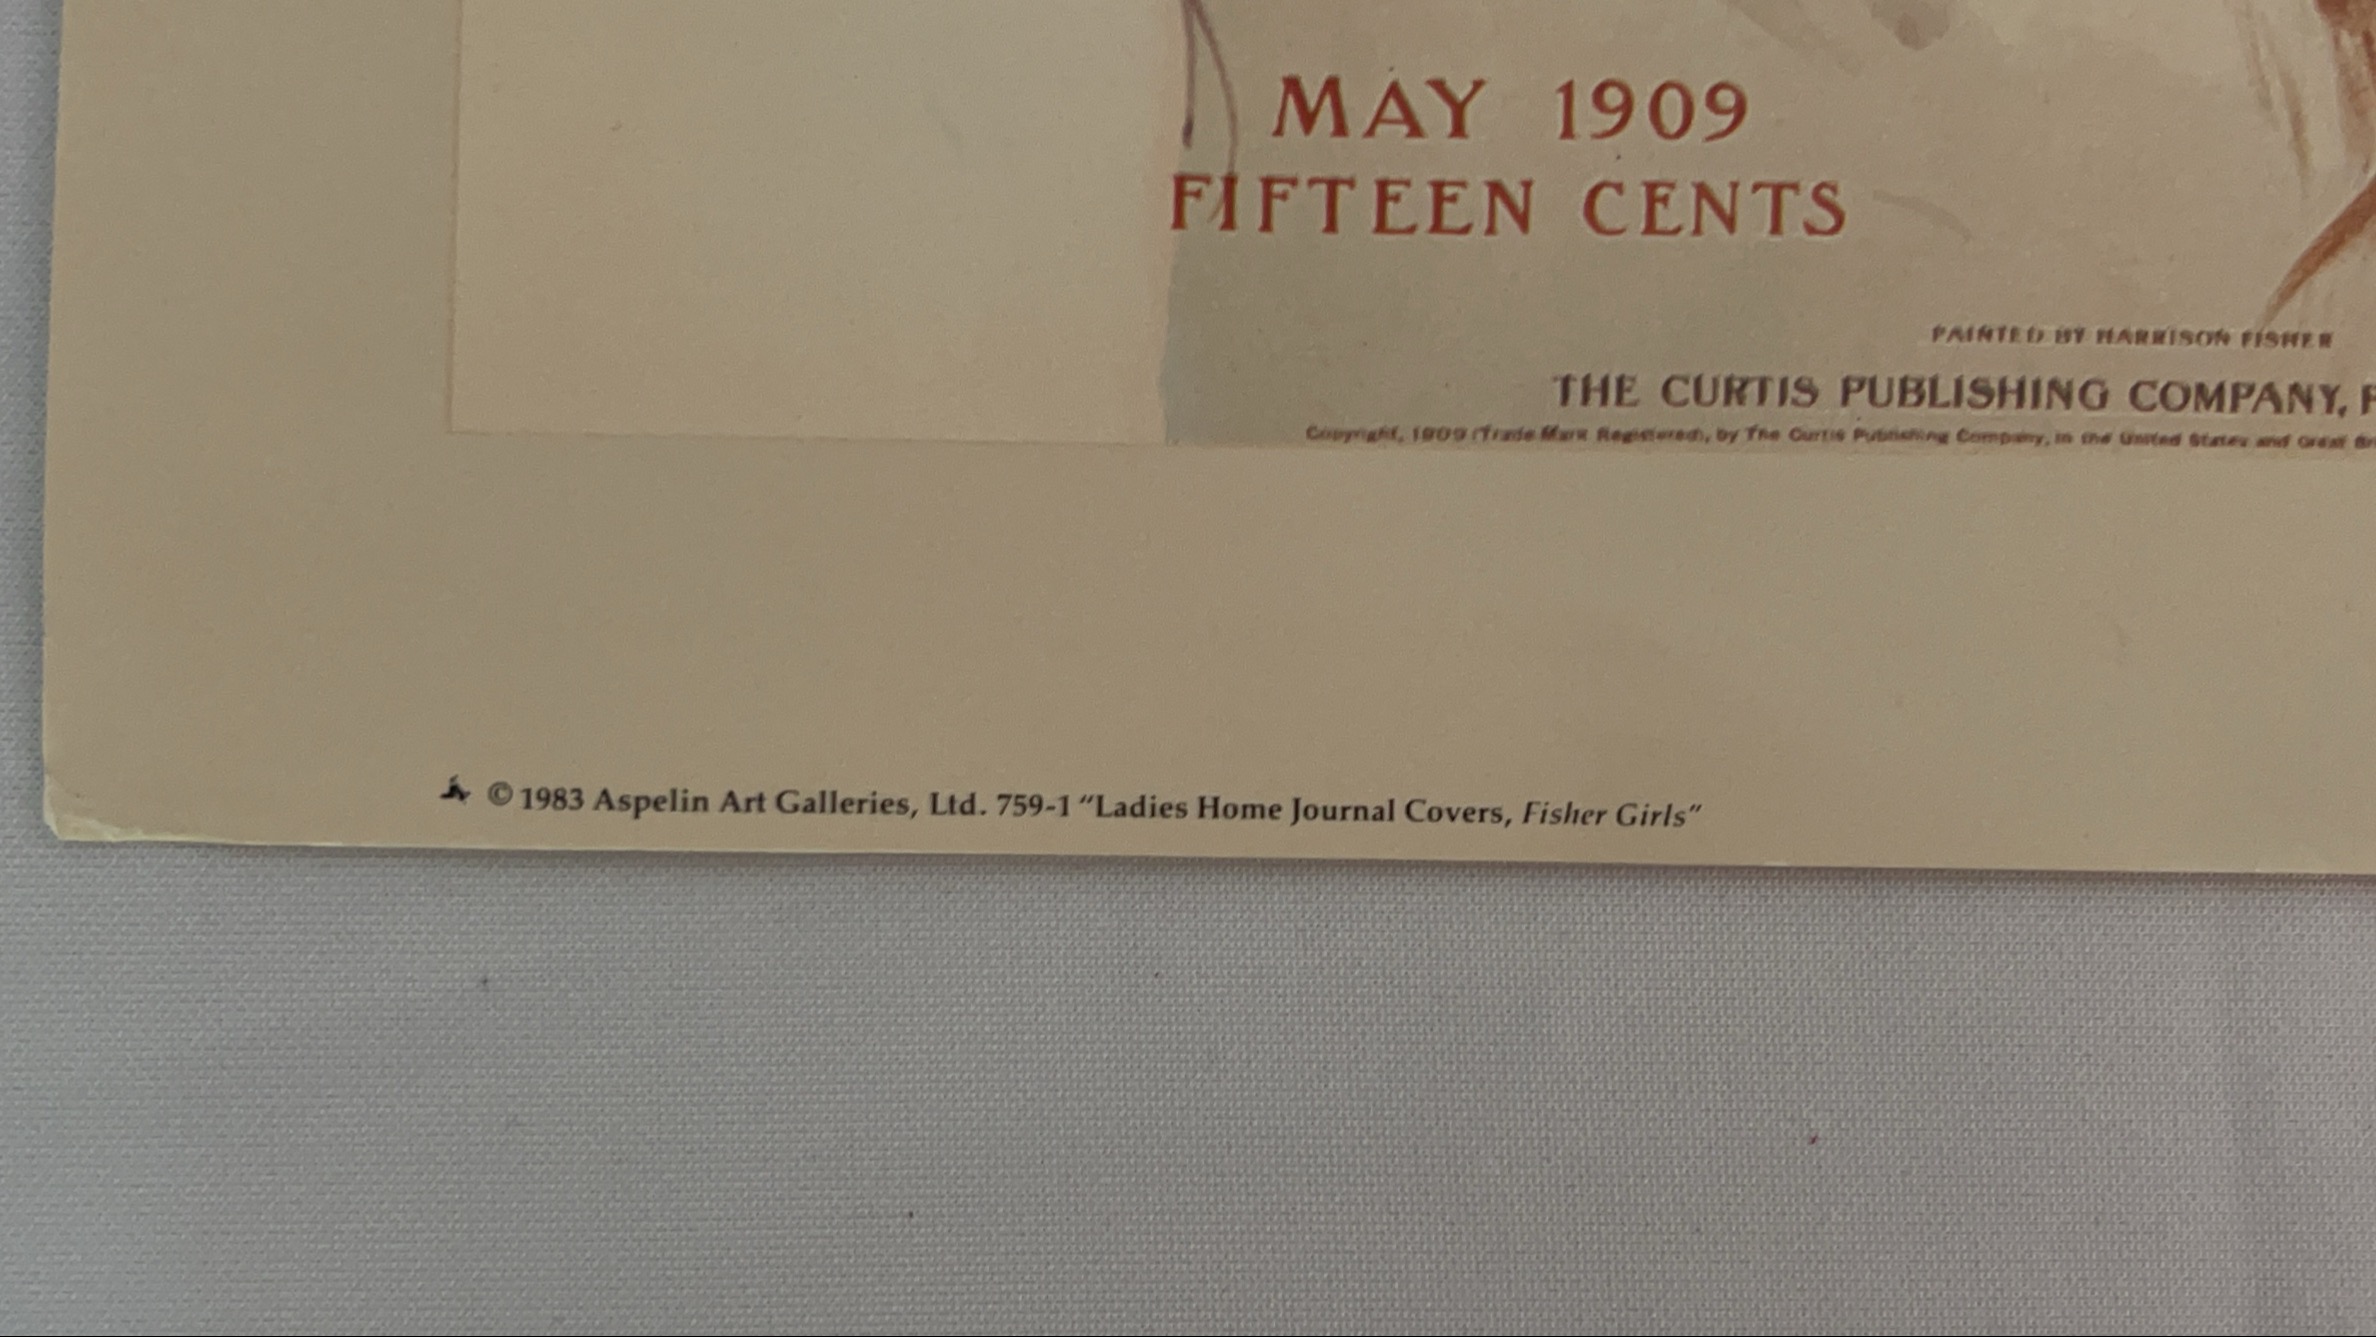 MAY 1909
FIFTEEN CENTS
PAINTED BY HARRISON FISHER
THE CURTIS PUBLISHING COMPANY,
Copyright, 1909 (Trade Mark Registered), by The Curtis Publishing Company, in the United States and Great
© 1983 Aspelin Art Galleries, Ltd. 759-1 “Ladies Home Journal Covers, Fisher Girls”